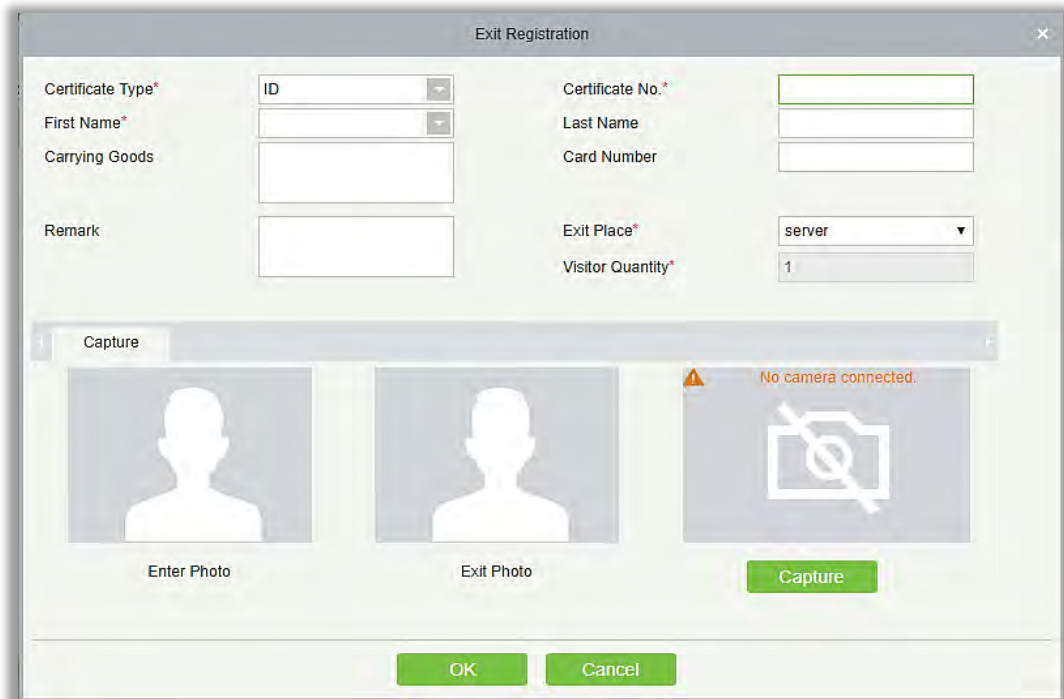 Exit Registration
Certificate Type* ID Certificate No.*
First Name* Last Name
Carrying Goods Card Number
Remark Exit Place* server
Visitor Quantity* 1
Capture
No camera connected.
Enter Photo Exit Photo Capture
OK Cancel